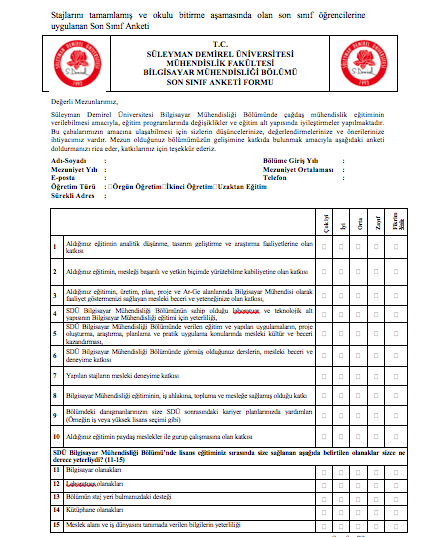 Stajlarını tamamlamış ve okulu bitirme aşamasında olan son sınıf öğrencilerine
uygulanan Son Sınıf Anketi
T.C.
SÜLEYMAN DEMİREL ÜNİVERSİTESİ
MÜHENDİSLİK FAKÜLTESİ
BİLGİSAYAR MÜHENDİSLİĞİ BÖLÜMÜ
SON SINIF ANKETİ FORMU
Değerli Mezunlarımız,
Süleyman Demirel Üniversitesi Bilgisayar Mühendisliği Bölümünde çağdaş mühendislik eğitiminin
verilebilmesi amacıyla, eğitim programlarında değişiklikler ve eğitim alt yapısında iyileştirmeler yapılmaktadır.
Bu çabalarımızın amacına ulaşabilmesi için sizlerin düşüncelerinize, değerlendirmelerinize ve önerilerinize
ihtiyacımız vardır. Mezun olduğunuz bölümümüzün gelişimine katkıda bulunmak amacıyla aşağıdaki anketi
doldurmanızı rica eder, katkılarınız için teşekkür ederiz.
Adı-Soyadı : Bölüme Giriş Yılı :
Mezuniyet Yılı : Mezuniyet Ortalaması :
E-posta : Telefon :
Öğretim Türü : Örgün Öğretim İkinci Öğretim Uzaktan Eğitim
Sürekli Adres :
Çok iyi İyi Orta Zayıf Fikrim Yok
1 Aldığınız eğitimin analitik düşünme, tasarım geliştirme ve araştırma faaliyetlerine olan
katkısı
2 Aldığınız eğitimin, mesleği başarılı ve yetkin biçimde yürütebilme kabiliyetine olan katkısı
3 Aldığınız eğitimin, üretim, plan, proje ve Ar-Ge alanlarında Bilgisayar Mühendisi olarak
faaliyet göstermenizi sağlayan mesleki beceri ve yeteneğinize olan katkısı,
4 SDÜ Bilgisayar Mühendisliği Bölümünün sahip olduğu laboratuar ve teknolojik alt
yapısının Bilgisayar Mühendisliği eğitimi için yeterliliği,
5 SDÜ Bilgisayar Mühendisliği Bölümünde verilen eğitim ve yapılan uygulamaların, proje
oluşturma, araştırma, planlama ve pratik uygulama konularında mesleki kültür ve beceri
kazandırması,
6 SDÜ Bilgisayar Mühendisliği Bölümünde görmüş olduğunuz derslerin, mesleki beceri ve
deneyime katkısı
7 Yapılan stajların mesleki deneyime katkısı
8 Bilgisayar Mühendisliği eğitiminin, iş ahlakına, topluma ve mesleğe sağlamış olduğu katkı
9 Bölümdeki danışmanlarınızın size SDÜ sonrasındaki kariyer planlarınızda yardımları
(Örneğin iş veya yüksek lisans seçimi gibi)
10 Aldığınız eğitimin paydaş meslekler ile gurup çalışmasına olan katkısı
SDÜ Bilgisayar Mühendisliği Bölümü'nde lisans eğitiminiz sırasında size sağlanan aşağıda belirtilen olanaklar sizce ne
derece yeterliydi? (11-15)
11 Bilgisayar olanakları
12 Laboratuar olanakları
13 Bölümün staj yeri bulmanızdaki desteği
14 Kütüphane olanakları
15 Meslek alanı ve iş dünyasını tanımada verilen bilgilerin yeterliliği